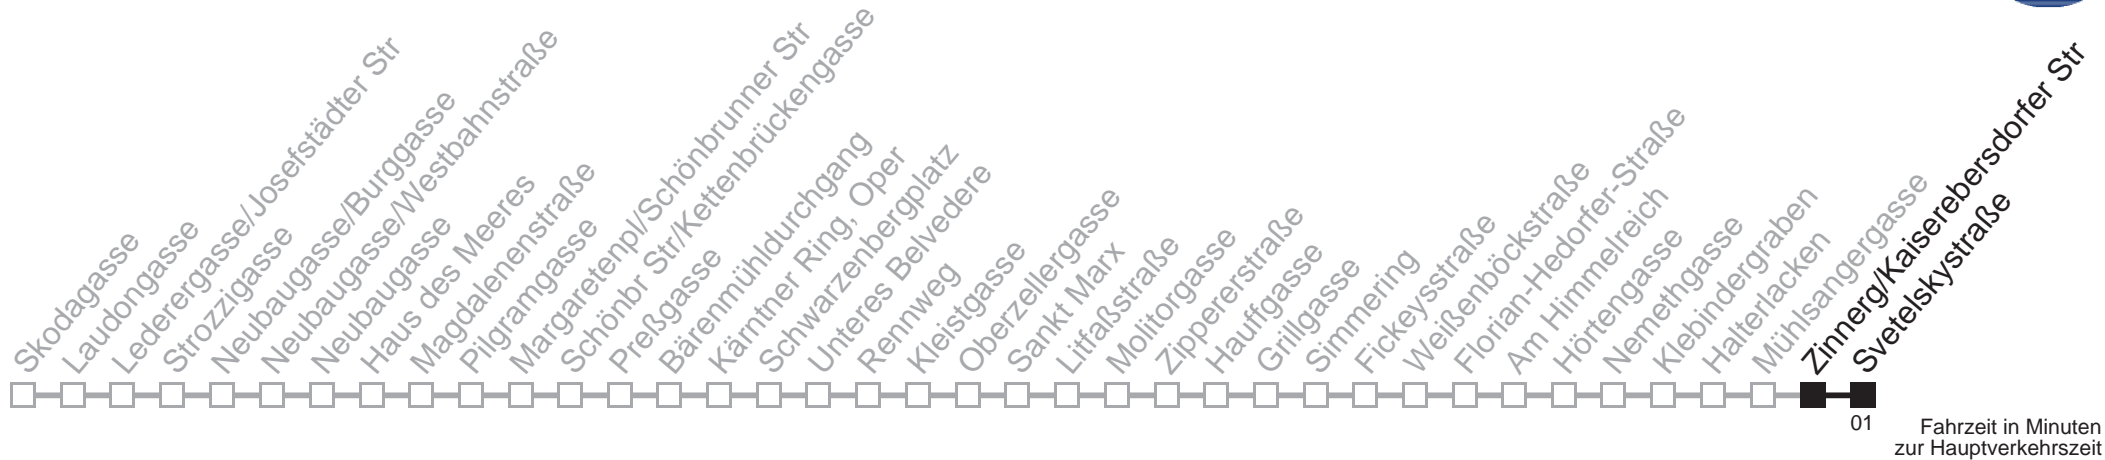 Skodagasse
Laudongasse
Lederergasse/Josefstädter Str
Strozzigasse
Neubaugasse/Burggasse
Neubaugasse/Westbahnstraße
Neubaugasse
Haus des Meeres
Magdalenenstraße
Pilgramgasse
Margaretenpl/Schönbrunner Str
Schönbr Str/Kettenbrückengasse
Preßgasse
Bärenmühldurchgang
Kärntner Ring, Oper
Schwarzenbergplatz
Unteres Belvedere
Rennweg
Kleistgasse
Oberzellergasse
Sankt Marx
Litfaßstraße
Molitorgasse
Zippererstraße
Hauffgasse
Grillgasse
Simmering
Fickeysstraße
Weißenböckstraße
Florian-Hedorfer-Straße
Am Himmelreich
Hörtengasse
Nemethgasse
Klebindergraben
Halterlacken
Mühlsangergasse
Zinnerg/Kaiserebersdorfer Str
Svetelskystraße
01
Fahrzeit in Minuten
zur Hauptverkehrszeit